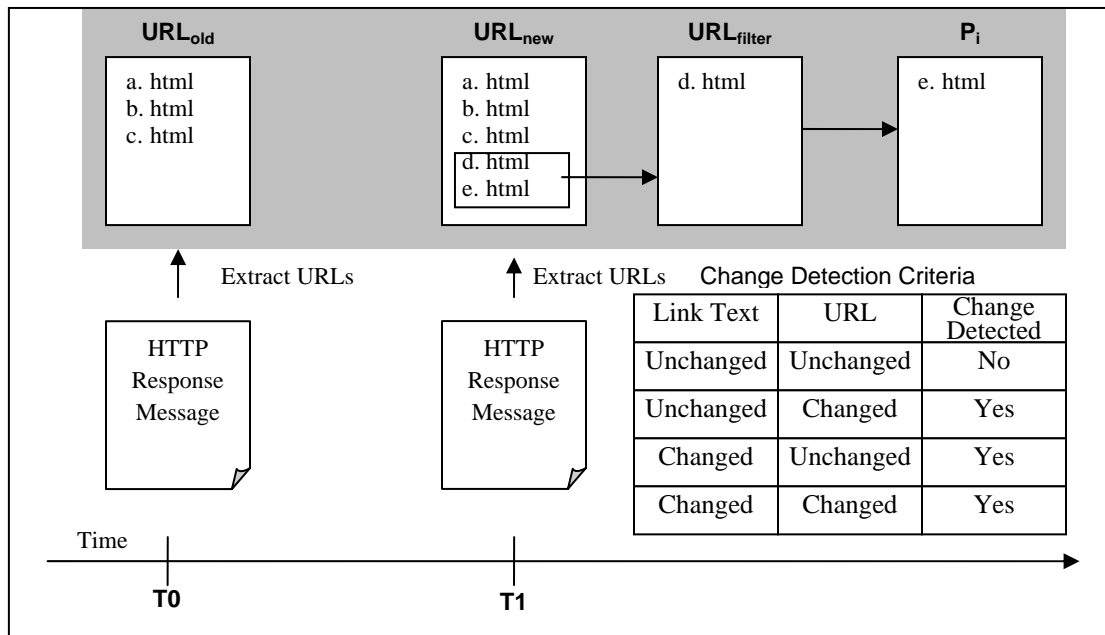 URLold URLnew URLfilter Pi
a. html
b. html
c. html
a. html
b. html
c. html
d. html
e. html
d. html
e. html
Extract URLs
Extract URLs
Change Detection Criteria
HTTP
Response
Message
HTTP
Response
Message
Link Text URL Change Detected
Unchanged Unchanged No
Unchanged Changed Yes
Changed Unchanged Yes
Changed Changed Yes
Time
T0 T1